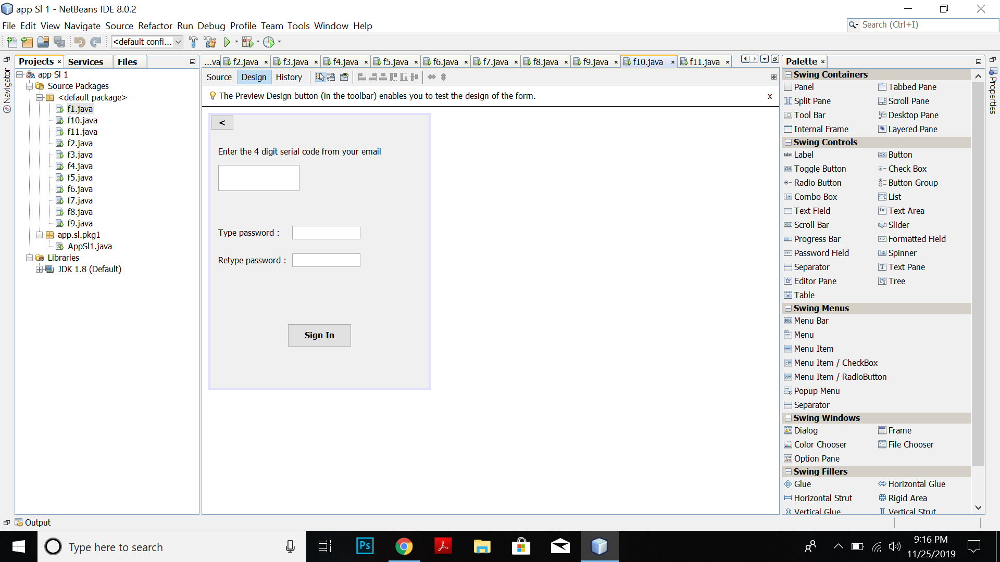 app Sl 1 - NetBeans IDE 8.0.2
File Edit View Navigate Source Refactor Run Debug Profile Team Tools Window Help
Search (Ctrl+I)
<default confi...
Projects Services Files
...va f2.java f3.java f4.java f5.java f6.java f7.java f8.java f9.java f10.java f11.java
Palette
Navigator
Properties
app Sl 1
Source Packages
<default package>
f1.java
f10.java
f11.java
f2.java
f3.java
f4.java
f5.java
f6.java
f7.java
f8.java
f9.java
app.sl.pkg1
AppSl1.java
Libraries
JDK 1.8 (Default)
Source Design History
The Preview Design button (in the toolbar) enables you to test the design of the form. x
<
Enter the 4 digit serial code from your email
Type password :
Retype password :
Sign In
Swing Containers
Panel Tabbed Pane
Split Pane Scroll Pane
Tool Bar Desktop Pane
Internal Frame Layered Pane
Swing Controls
label Label OK Button
ON Toggle Button Check Box
Radio Button Button Group
Combo Box List
Text Field Text Area
Scroll Bar Slider
Progress Bar Formatted Field
Password Field Spinner
Separator Text Pane
Editor Pane Tree
Table
Swing Menus
File Menu Bar
Menu
Menu Item
Menu Item / CheckBox
Menu Item / RadioButton
Popup Menu
Separator
Swing Windows
Dialog Frame
Color Chooser File Chooser
Option Pane
Swing Fillers
Glue Horizontal Glue
Horizontal Strut Rigid Area
Vertical Glue Vertical Strut
Output
Type here to search
Ps
9:16 PM
11/25/2019